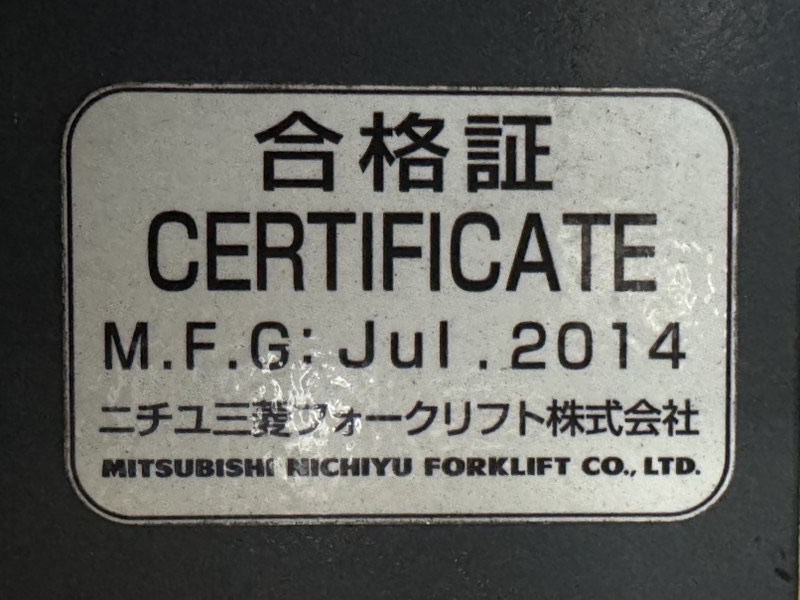 合格証
CERTIFICATE
M.F.G: Jul. 2014
ニチユ三菱フォークリフト株式会社
MITSUBISHI NICHIYU FORKLIFT CO., LTD.